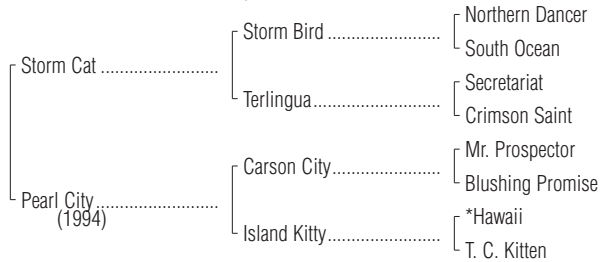 Northern Dancer
Storm Bird ........................
South Ocean
Storm Cat .........................
Secretariat
Terlingua...........................
Crimson Saint
Mr. Prospector
Carson City.......................
Blushing Promise
Pearl City..........................
(1994)
*Hawaii
Island Kitty........................
T. C. Kitten